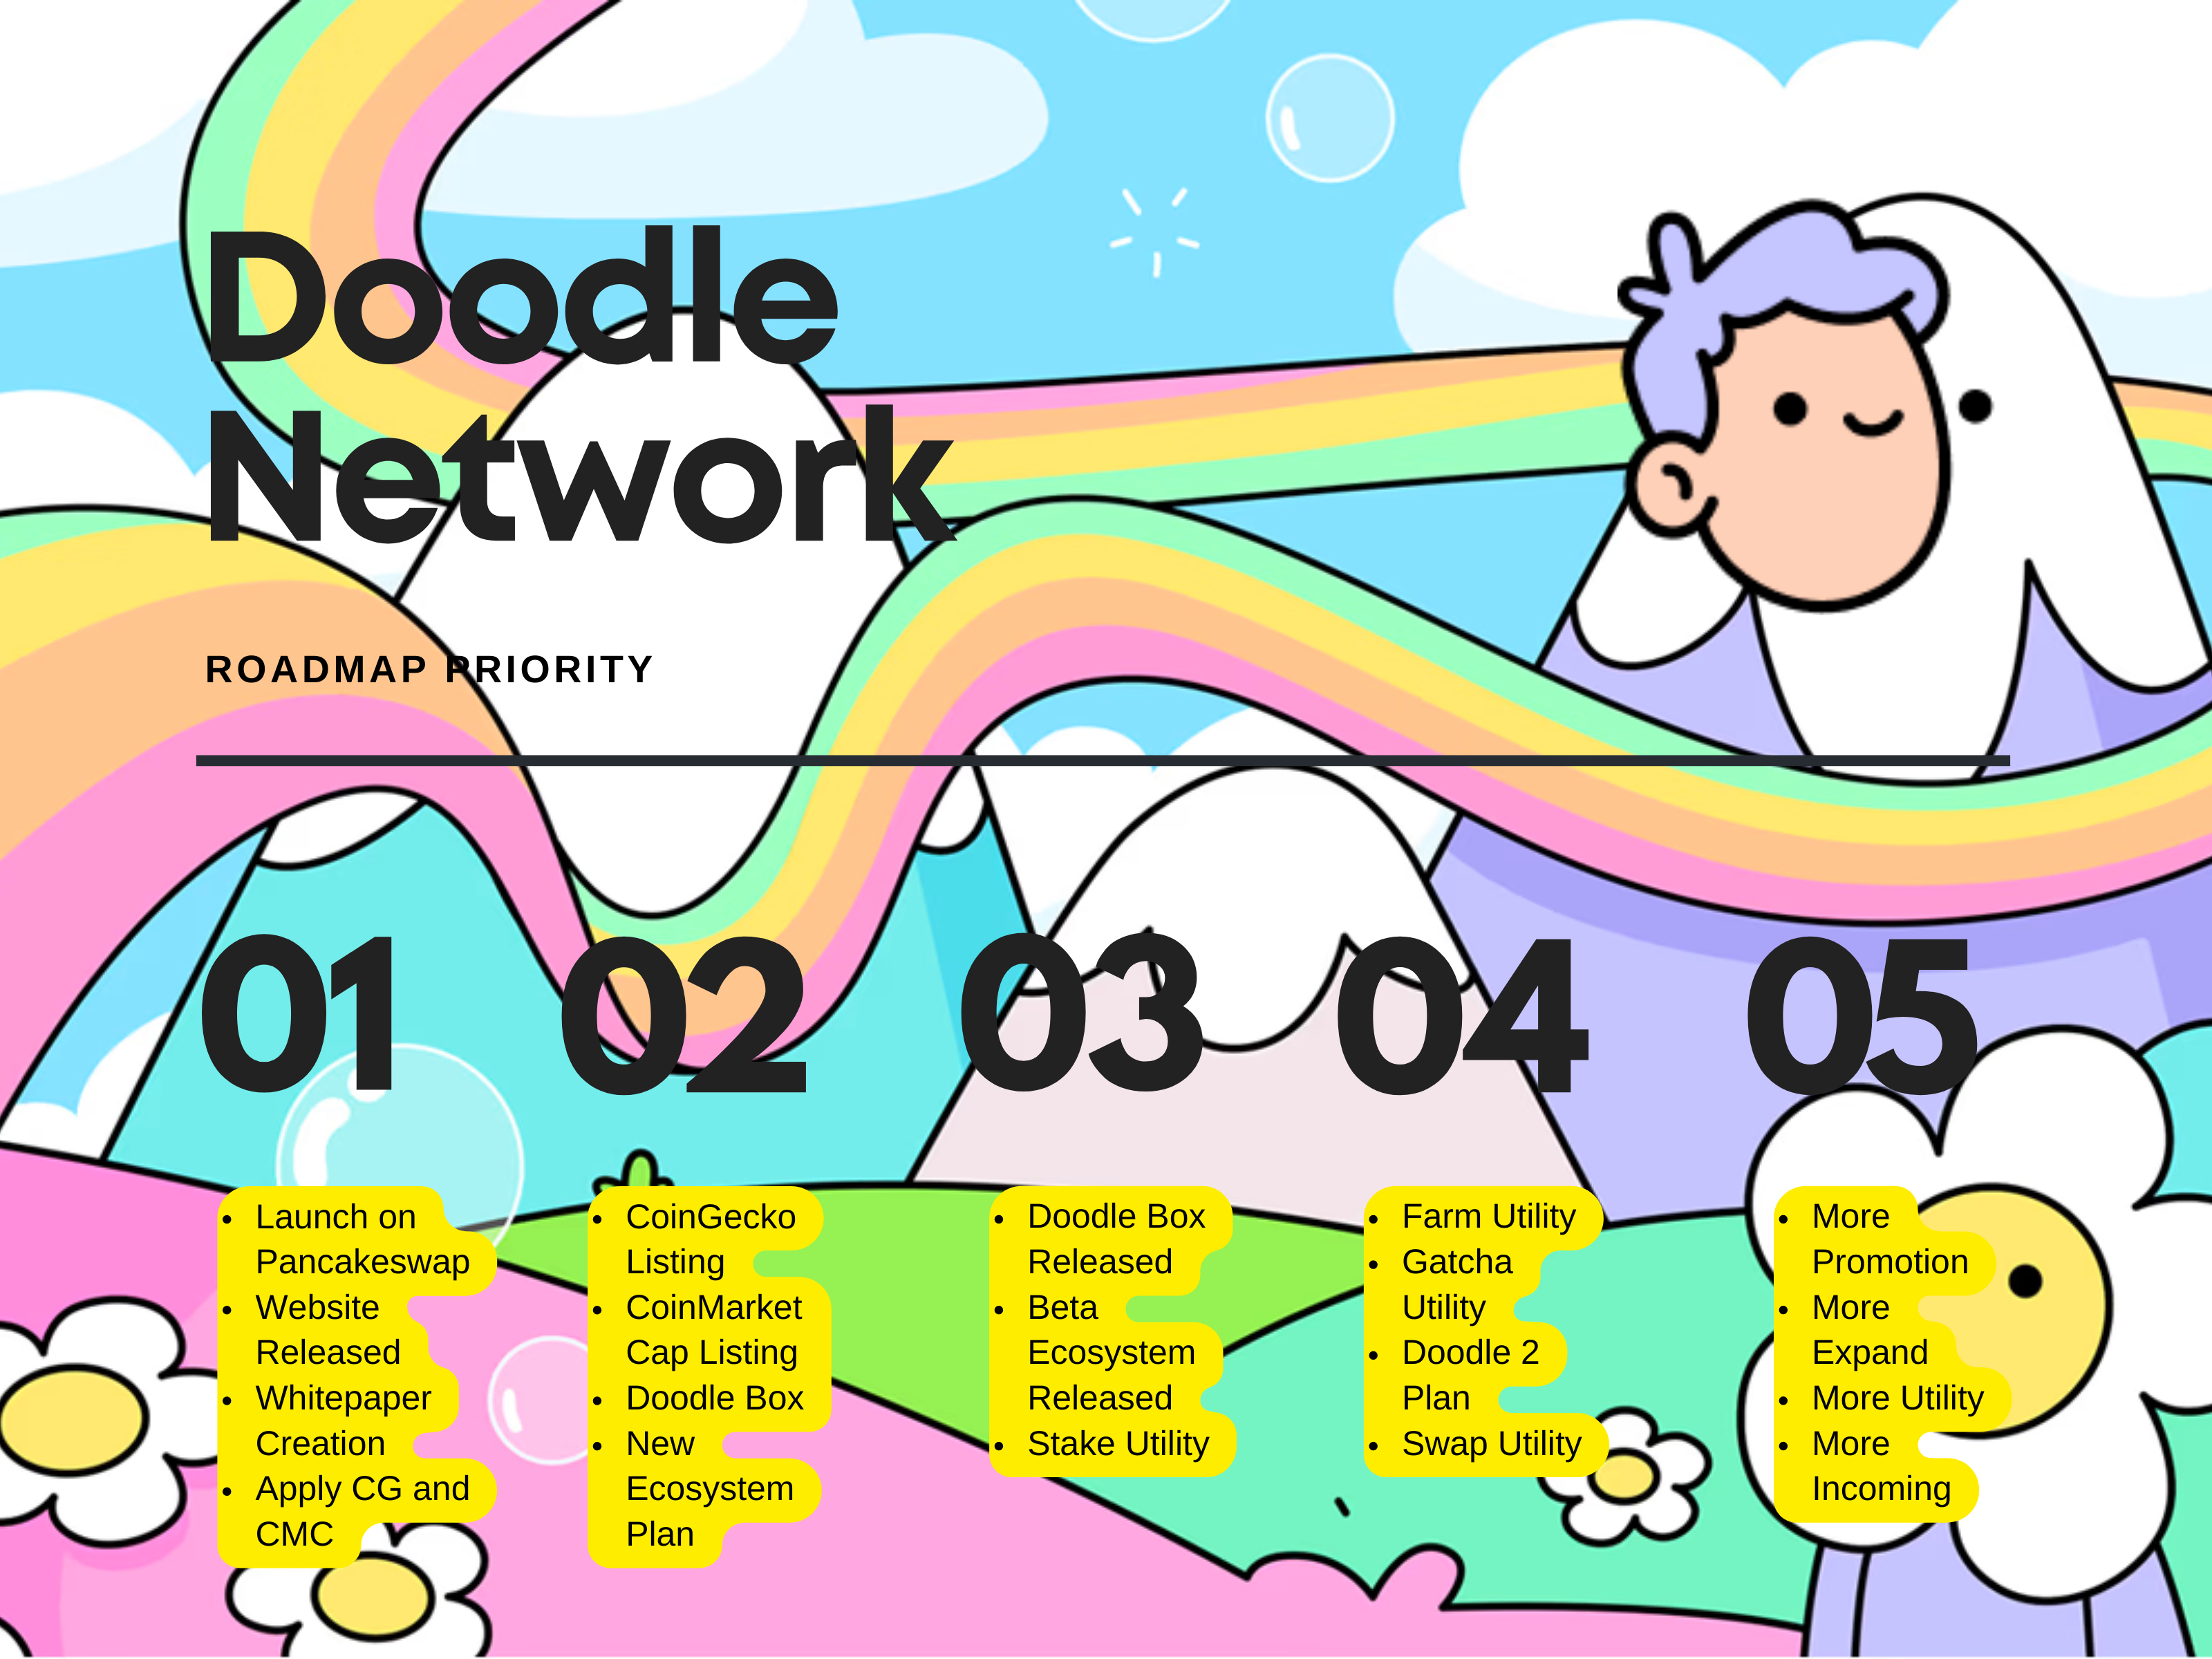 Doodle
Network
ROADMAP PRIORITY
01
• Launch on
Pancakeswap
• Website
Released
• Whitepaper
Creation
• Apply CG and
CMC
02
• CoinGecko
Listing
• CoinMarket
Cap Listing
• Doodle Box
• New
Ecosystem
Plan
03
• Doodle Box
Released
• Beta
Ecosystem
Released
• Stake Utility
04
• Farm Utility
• Gatcha
Utility
• Doodle 2
Plan
• Swap Utility
05
• More
Promotion
• More
Expand
• More Utility
• More
Incoming